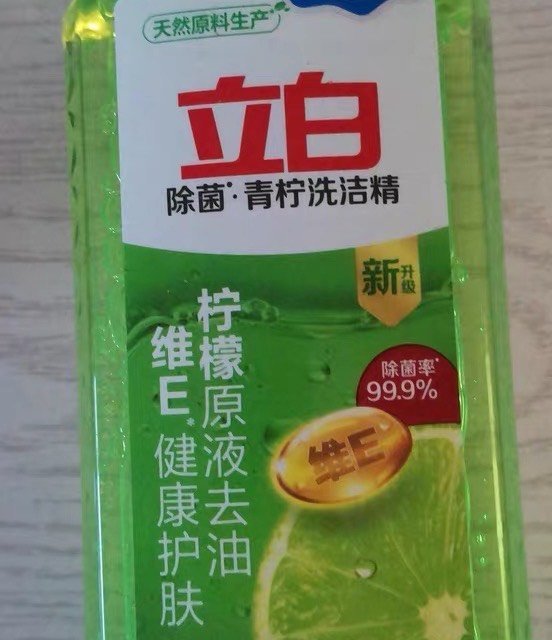 天然原料生产*
立白
除菌*·青柠洗洁精
新升级
柠檬原液去油
维E*健康护肤
除菌率*
99.9%
维E